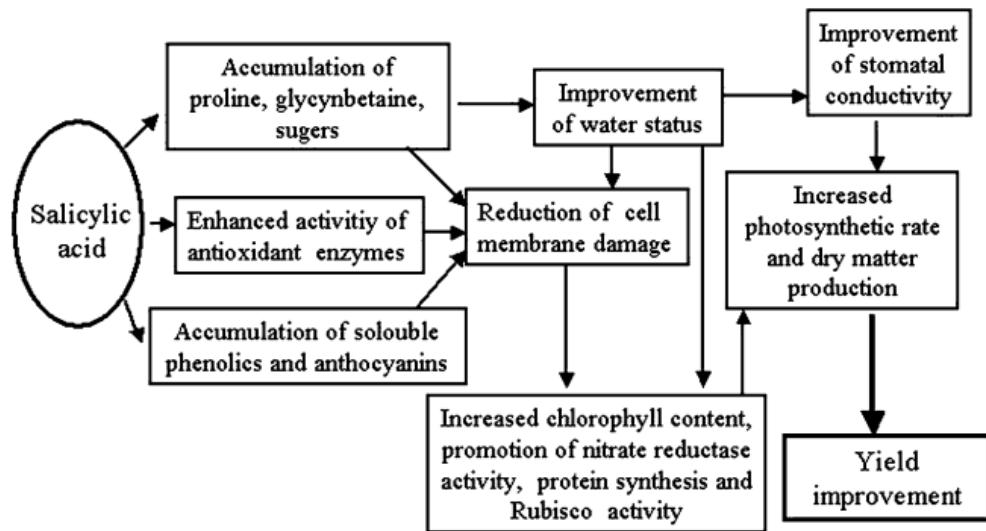 Salicylic
acid
Accumulation of
proline, glycynbetaine,
sugers
Enhanced activitiy of
antioxidant enzymes
Accumulation of solouble
phenolics and anthocyanins
Improvement
of water status
Reduction of cell
membrane damage
Increased chlorophyll content,
promotion of nitrate reductase
activity, protein synthesis and
Rubisco activity
Improvement
of stomatal
conductivity
Increased
photosynthetic rate
and dry matter
production
Yield
improvement